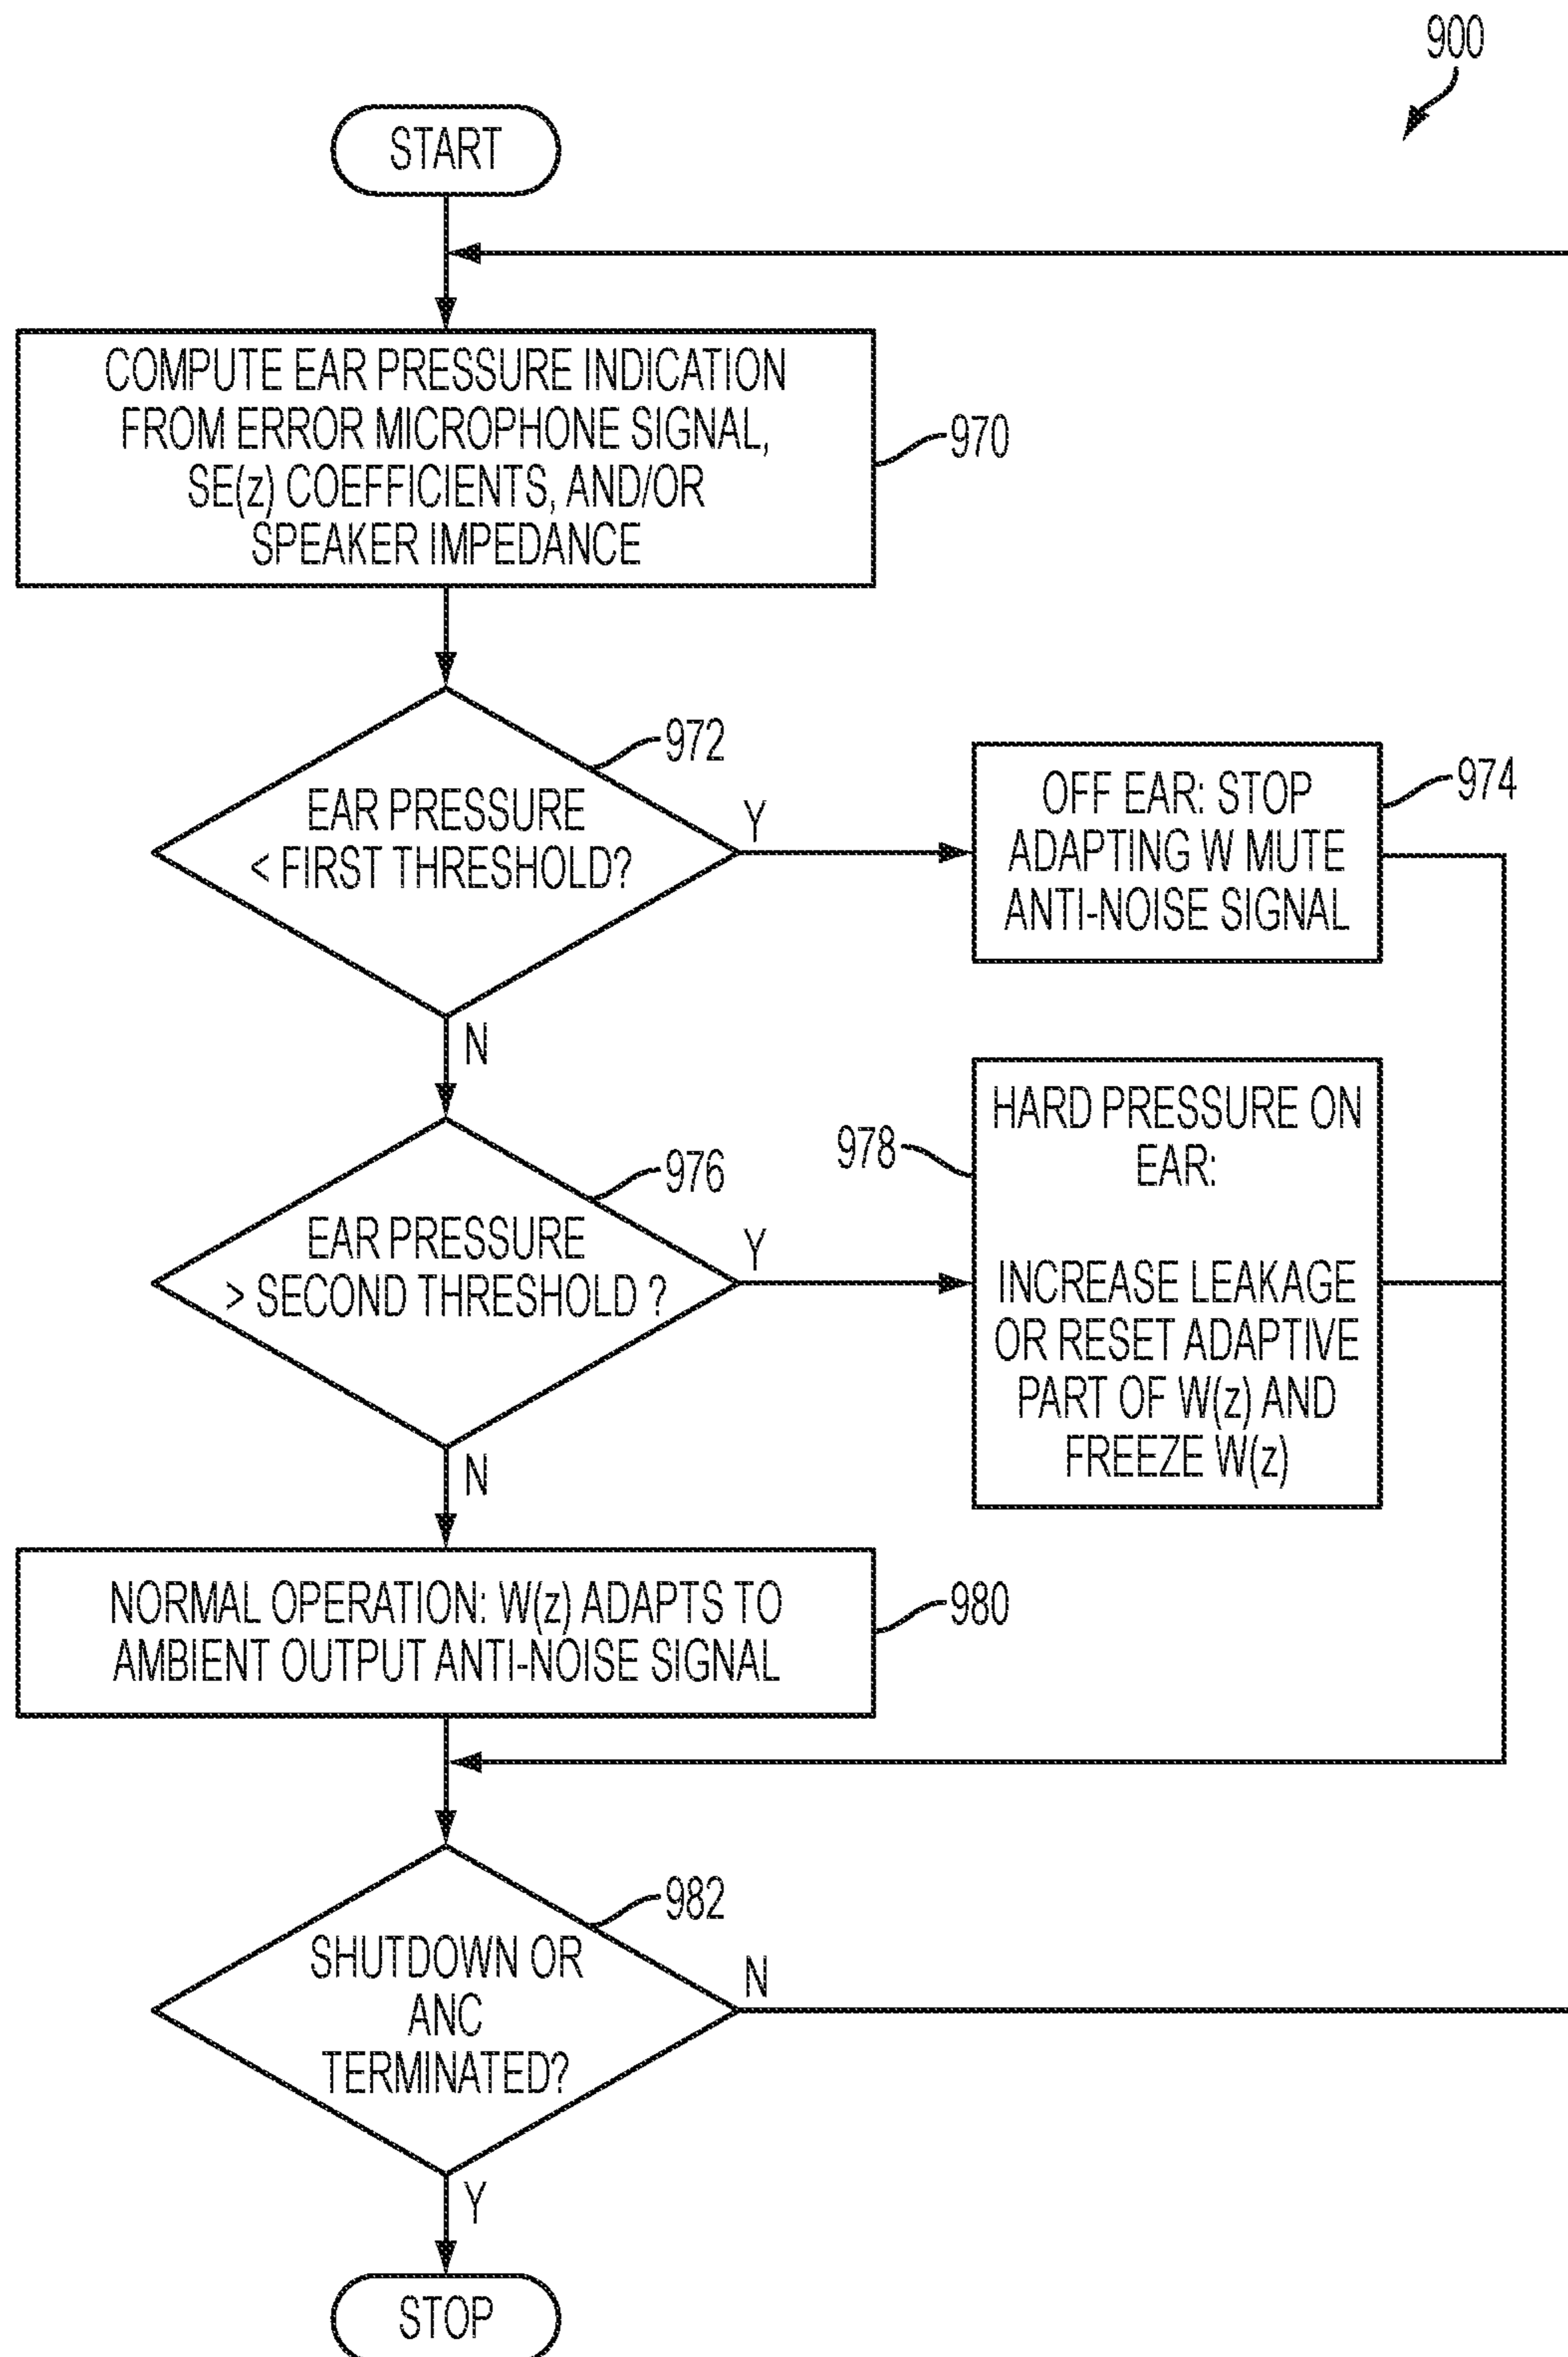 900
START
COMPUTE EAR PRESSURE INDICATION
FROM ERROR MICROPHONE SIGNAL,
SE(z) COEFFICIENTS, AND/OR
SPEAKER IMPEDANCE
970
EAR PRESSURE
< FIRST THRESHOLD?
972
Y
N
OFF EAR: STOP
ADAPTING W MUTE
ANTI-NOISE SIGNAL
974
EAR PRESSURE
> SECOND THRESHOLD ?
976
Y
N
HARD PRESSURE ON
EAR:
INCREASE LEAKAGE
OR RESET ADAPTIVE
PART OF W(z) AND
FREEZE W(z)
978
NORMAL OPERATION: W(z) ADAPTS TO
AMBIENT OUTPUT ANTI-NOISE SIGNAL
980
SHUTDOWN OR
ANC
TERMINATED?
982
N
Y
STOP